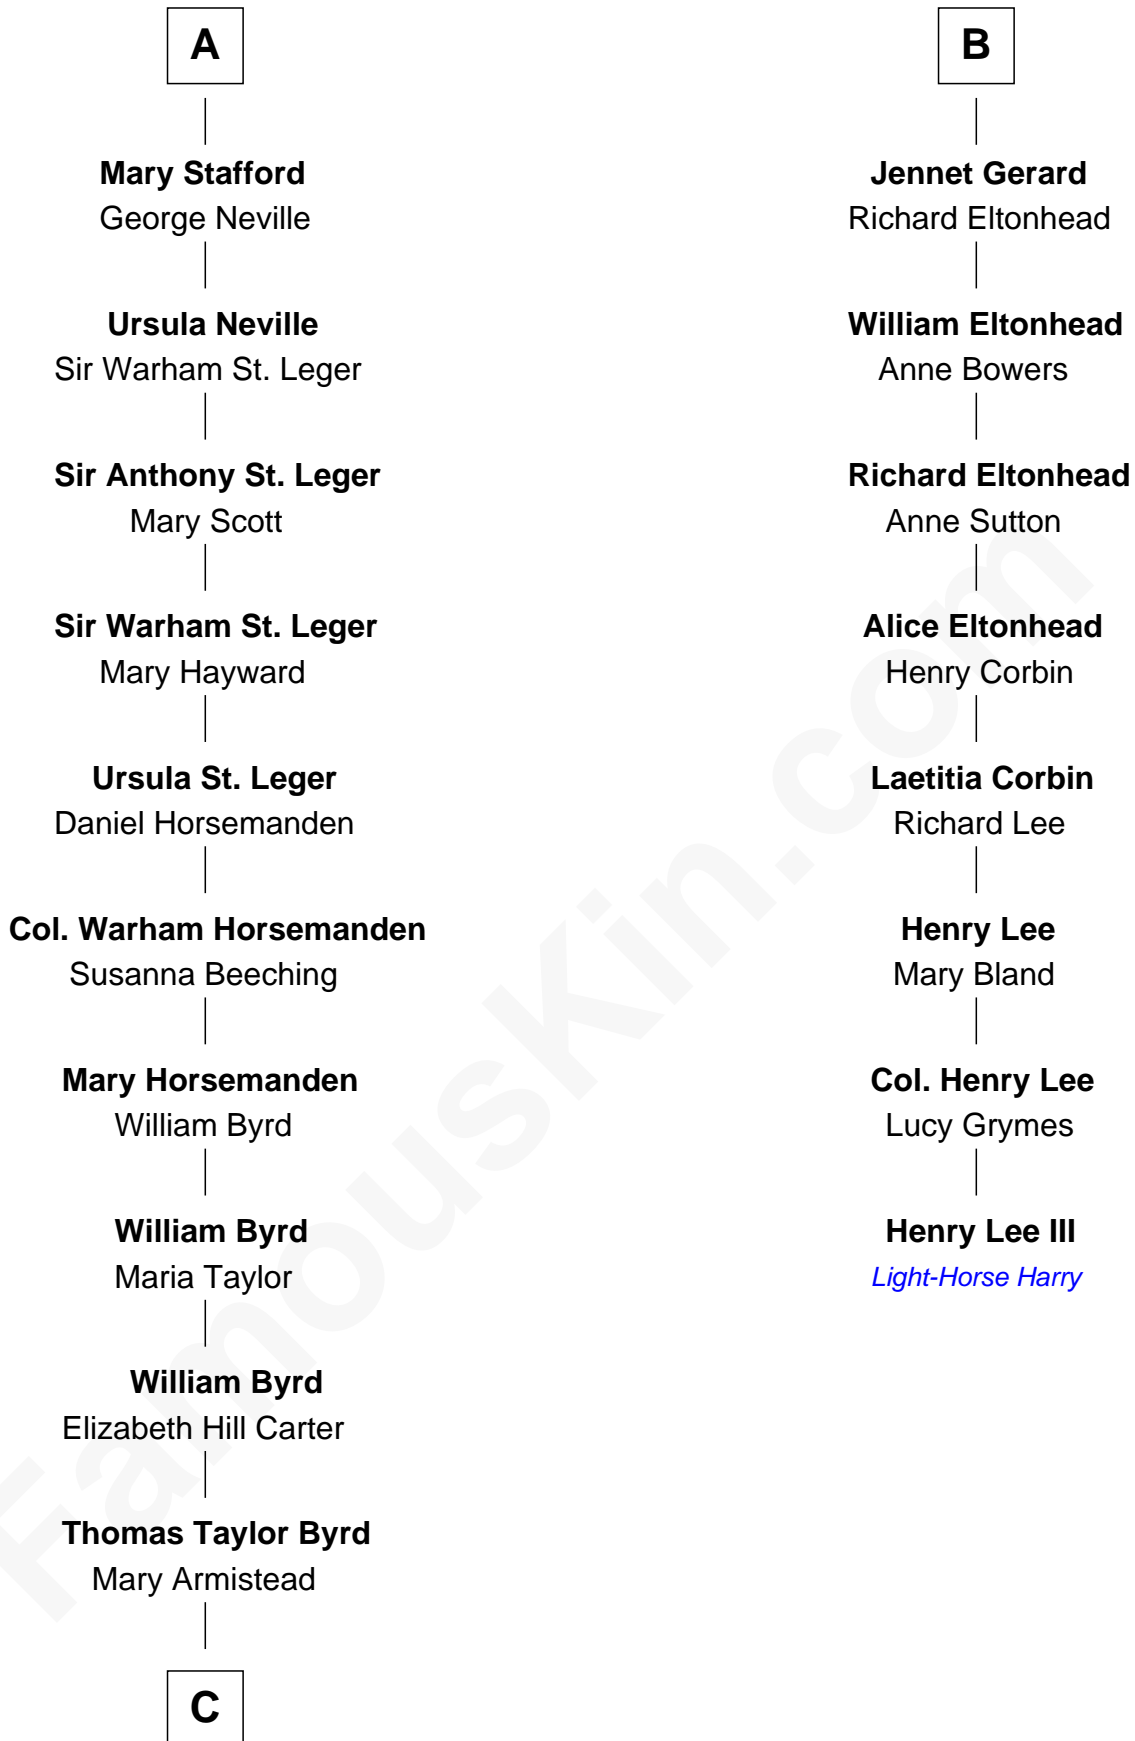 A
Mary Stafford
George Neville
Ursula Neville
Sir Warham St. Leger
Sir Anthony St. Leger
Mary Scott
Sir Warham St. Leger
Mary Hayward
Ursula St. Leger
Daniel Horsemanden
Col. Warham Horsemanden
Susanna Beeching
Mary Horsemanden
William Byrd
William Byrd
Maria Taylor
William Byrd
Elizabeth Hill Carter
Thomas Taylor Byrd
Mary Armistead
C
B
Jennet Gerard
Richard Eltonhead
William Eltonhead
Anne Bowers
Richard Eltonhead
Anne Sutton
Alice Eltonhead
Henry Corbin
Laetitia Corbin
Richard Lee
Henry Lee
Mary Bland
Col. Henry Lee
Lucy Grymes
Henry Lee III
Light-Horse Harry
FamousKin.com